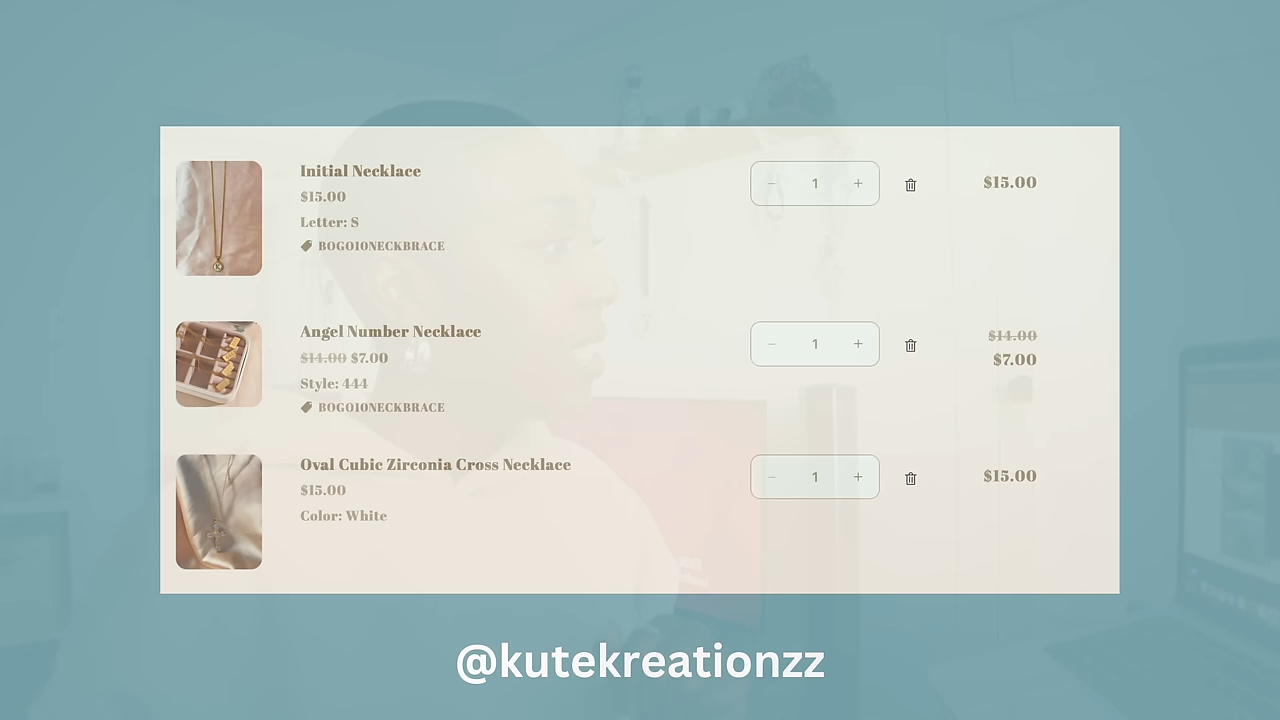 Initial Necklace
$15.00
Letter: S
BOGO10NECKBRACE
1
$15.00
Angel Number Necklace
$14.00 $7.00
Style: 444
BOGO10NECKBRACE
1
$14.00
$7.00
Oval Cubic Zirconia Cross Necklace
$15.00
Color: White
1
$15.00
@kutekreationzz